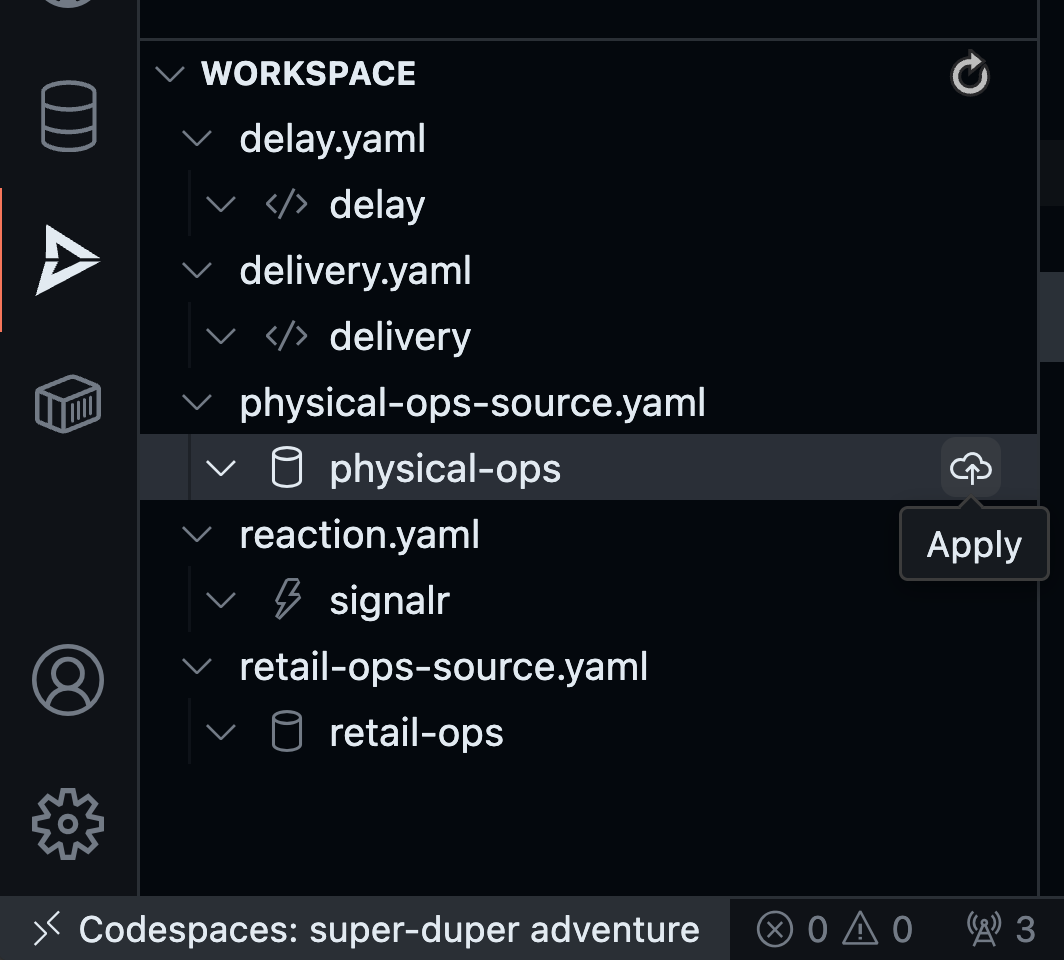 WORKSPACE
delay.yaml
delay
delivery.yaml
delivery
physical-ops-source.yaml
physical-ops
reaction.yaml
Apply
signalr
retail-ops-source.yaml
retail-ops
Codespaces: super-duper adventure 0 0 3